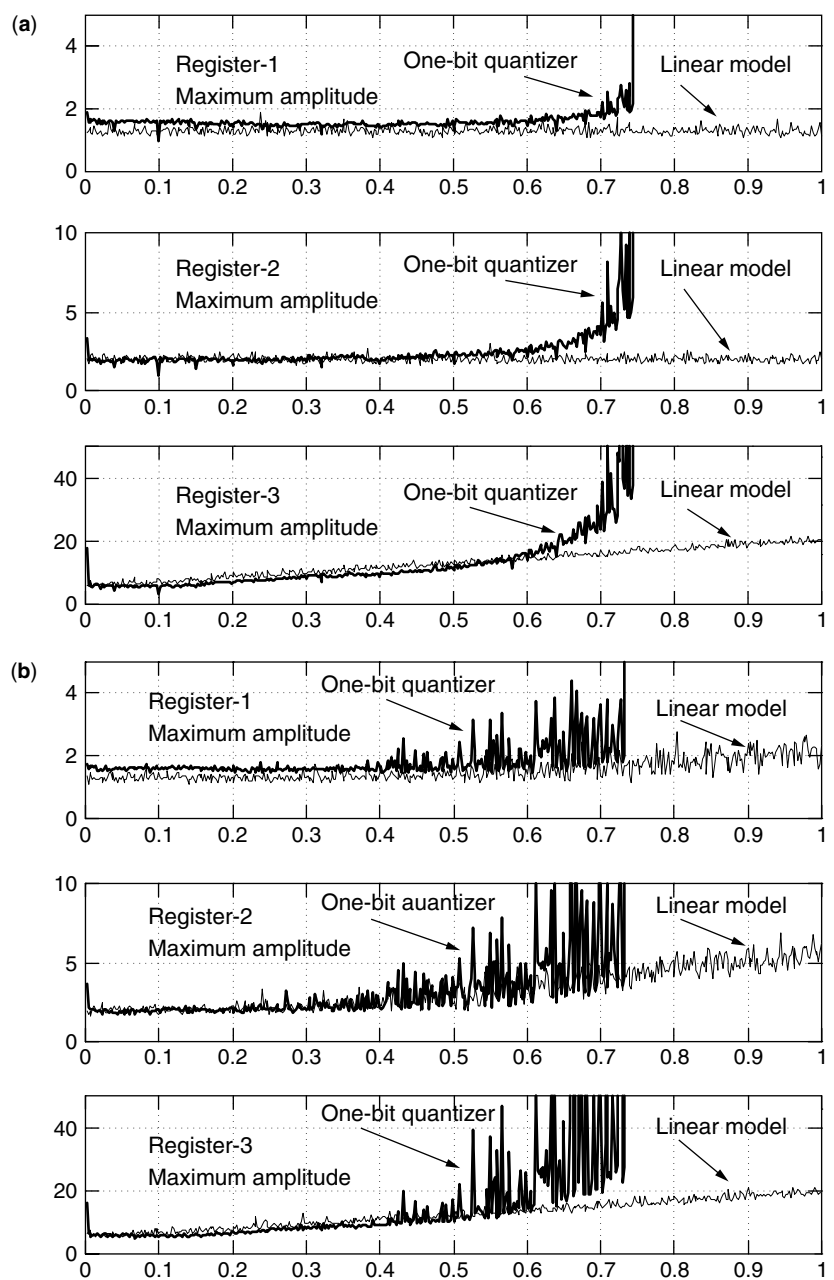 (a)
5
4
2
0
Register-1
Maximum amplitude
One-bit quantizer
Linear model
0 0.1 0.2 0.3 0.4 0.5 0.6 0.7 0.8 0.9 1
10
5
0
Register-2
Maximum amplitude
One-bit quantizer
Linear model
0 0.1 0.2 0.3 0.4 0.5 0.6 0.7 0.8 0.9 1
40
20
0
Register-3
Maximum amplitude
One-bit quantizer
Linear model
0 0.1 0.2 0.3 0.4 0.5 0.6 0.7 0.8 0.9 1
(b)
4
2
0
Register-1
Maximum amplitude
One-bit quantizer
Linear model
0 0.1 0.2 0.3 0.4 0.5 0.6 0.7 0.8 0.9 1
10
5
0
Register-2
Maximum amplitude
One-bit auantizer
Linear model
0 0.1 0.2 0.3 0.4 0.5 0.6 0.7 0.8 0.9 1
40
20
0
Register-3
Maximum amplitude
One-bit quantizer
Linear model
0 0.1 0.2 0.3 0.4 0.5 0.6 0.7 0.8 0.9 1